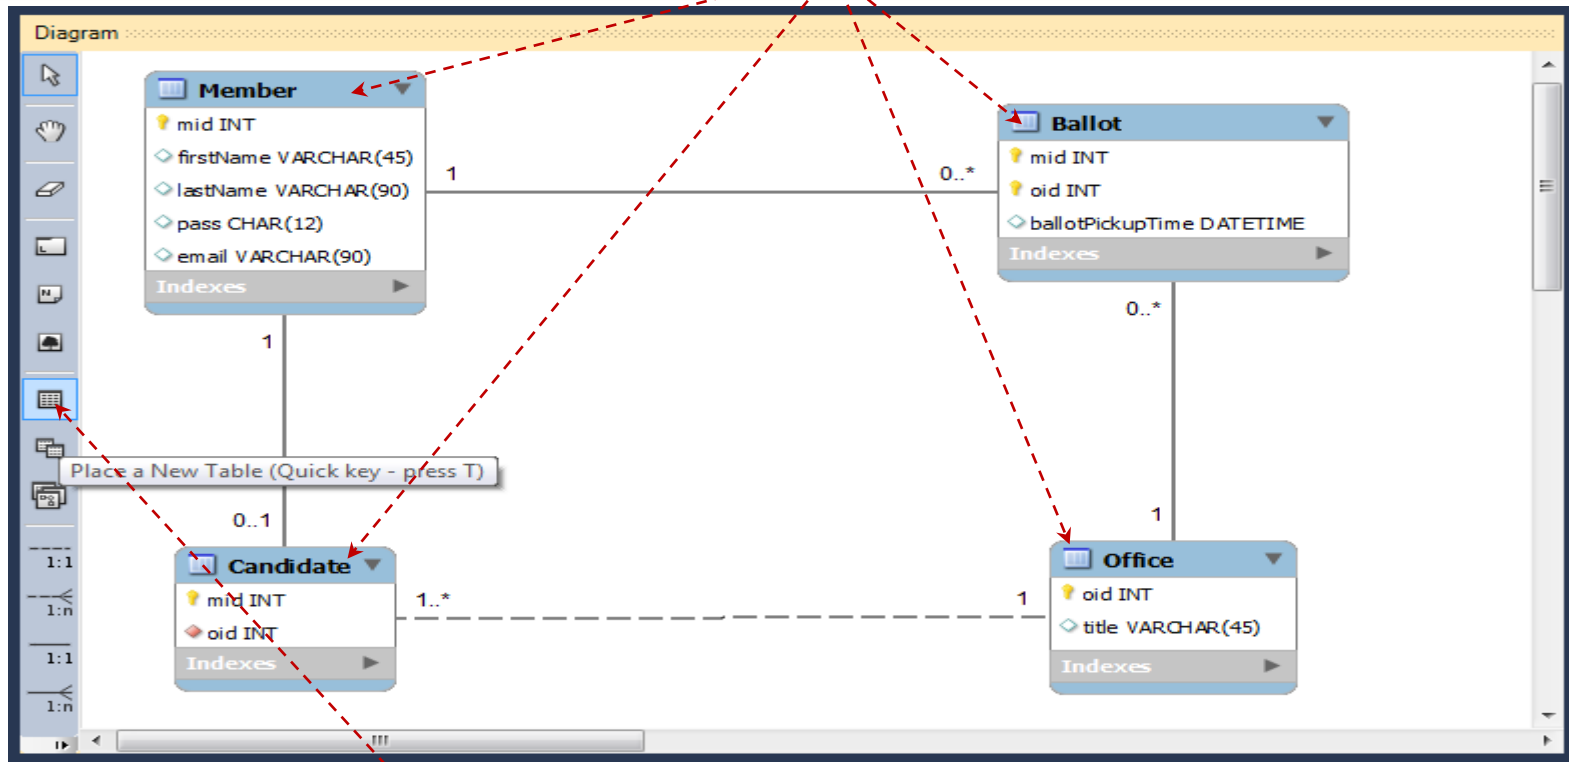 Diagram
Member
mid INT
firstName VARCHAR(45)
lastName VARCHAR(90)
pass CHAR(12)
email VARCHAR(90)
Indexes
1
0..*
Ballot
mid INT
oid INT
ballotPickupTime DATETIME
Indexes
1
0..1
0..*
1
Place a New Table (Quick key - press T)
Candidate
mid INT
oid INT
Indexes
1..*
1
Office
oid INT
title VARCHAR(45)
Indexes
1:1
1:n
1:1
1:n